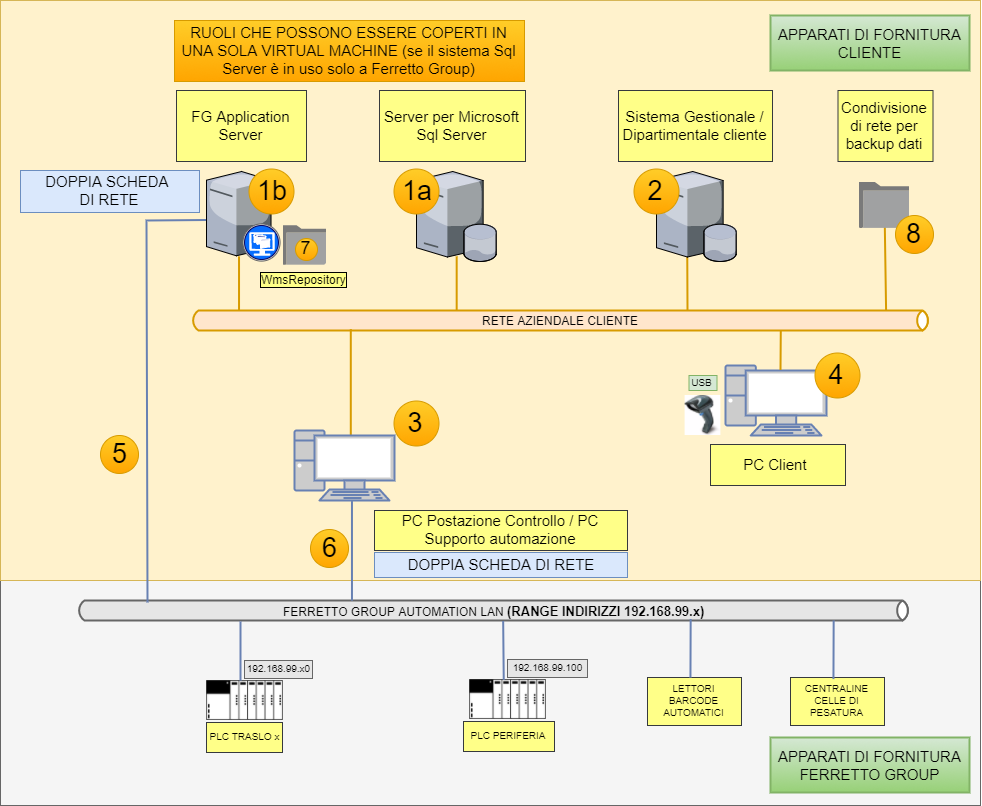 RUOLI CHE POSSONO ESSERE COPERTI IN
UNA SOLA VIRTUAL MACHINE (se il sistema Sql
Server è in uso solo a Ferretto Group)
APPARATI DI FORNITURA
CLIENTE
FG Application
Server
Server per Microsoft
Sql Server
Sistema Gestionale /
Dipartimentale cliente
Condivisione
di rete per
backup dati
DOPPIA SCHEDA
DI RETE
1b
1a
2
7
8
WmsRepository
RETE AZIENDALE CLIENTE
USB
4
3
5
PC Client
6
PC Postazione Controllo / PC
Supporto automazione
DOPPIA SCHEDA DI RETE
FERRETTO GROUP AUTOMATION LAN (RANGE INDIRIZZI 192.168.99.x)
192.168.99.x0
192.168.99.100
PLC TRASLO x
PLC PERIFERIA
LETTORI
BARCODE
AUTOMATICI
CENTRALINE
CELLE DI
PESATURA
APPARATI DI FORNITURA
FERRETTO GROUP